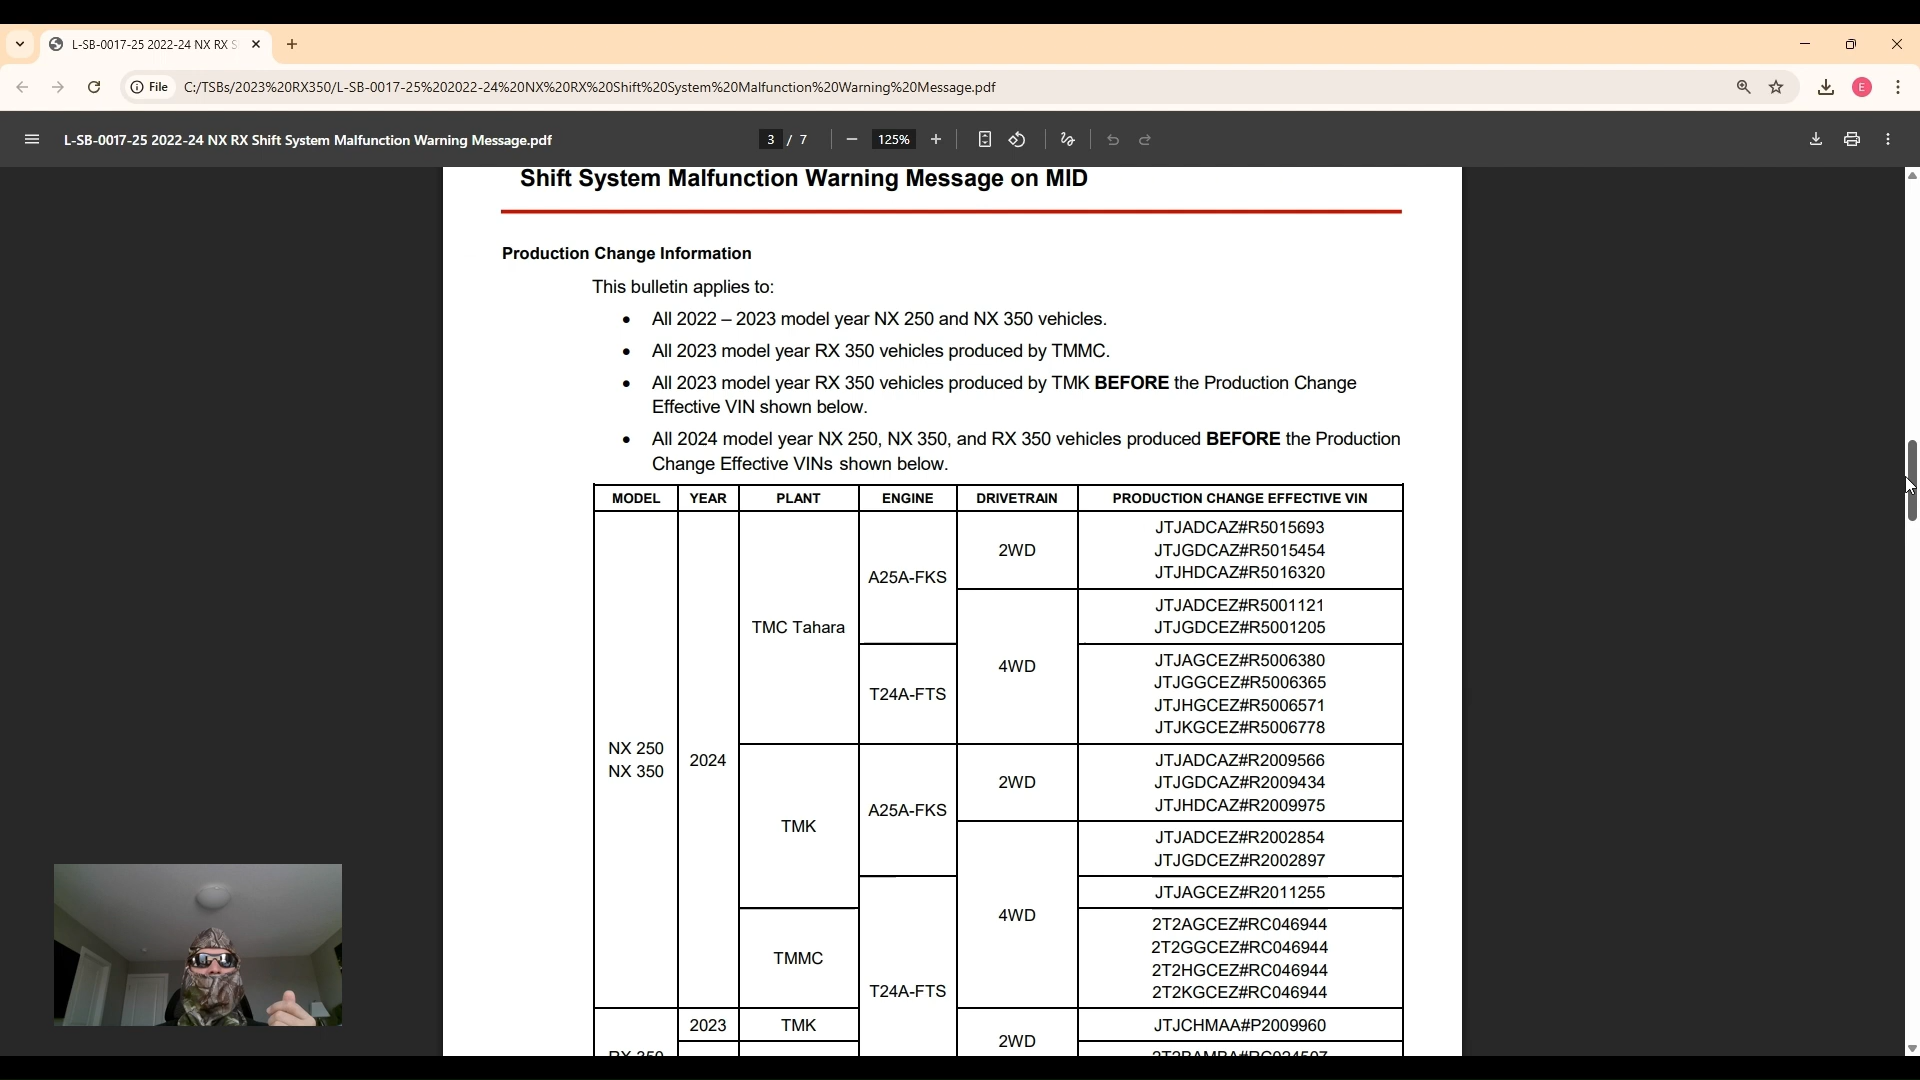 L-SB-0017-25 2022-24 NX RX S
File
C:/TSBs/2023%20RX350/L-SB-0017-25%202022-24%20NX%20RX%20Shift%20System%20Malfunction%20Warning%20Message.pdf
E
L-SB-0017-25 2022-24 NX RX Shift System Malfunction Warning Message.pdf
3 / 7
125%
Shift System Malfunction Warning Message on MID
Production Change Information
This bulletin applies to:
• All 2022 – 2023 model year NX 250 and NX 350 vehicles.
• All 2023 model year RX 350 vehicles produced by TMMC.
• All 2023 model year RX 350 vehicles produced by TMK BEFORE the Production Change
Effective VIN shown below.
• All 2024 model year NX 250, NX 350, and RX 350 vehicles produced BEFORE the Production
Change Effective VINs shown below.
MODEL YEAR PLANT ENGINE DRIVETRAIN PRODUCTION CHANGE EFFECTIVE VIN
NX 250
NX 350
2024
TMC Tahara
A25A-FKS
2WD
JTJADCAZ#R5015693
JTJGDCAZ#R5015454
JTJHDCAZ#R5016320
4WD
JTJADCEZ#R5001121
JTJGDCEZ#R5001205
T24A-FTS
JTJAGCEZ#R5006380
JTJGGCEZ#R5006365
JTJHGCEZ#R5006571
JTJKGCEZ#R5006778
TMK
A25A-FKS
2WD
JTJADCAZ#R2009566
JTJGDCAZ#R2009434
JTJHDCAZ#R2009975
4WD
JTJADCEZ#R2002854
JTJGDCEZ#R2002897
T24A-FTS
JTJAGCEZ#R2011255
TMMC
2T2AGCEZ#RC046944
2T2GGCEZ#RC046944
2T2HGCEZ#RC046944
2T2KGCEZ#RC046944
RX 350
2023
TMK
2WD
JTJCHMAA#P2009960